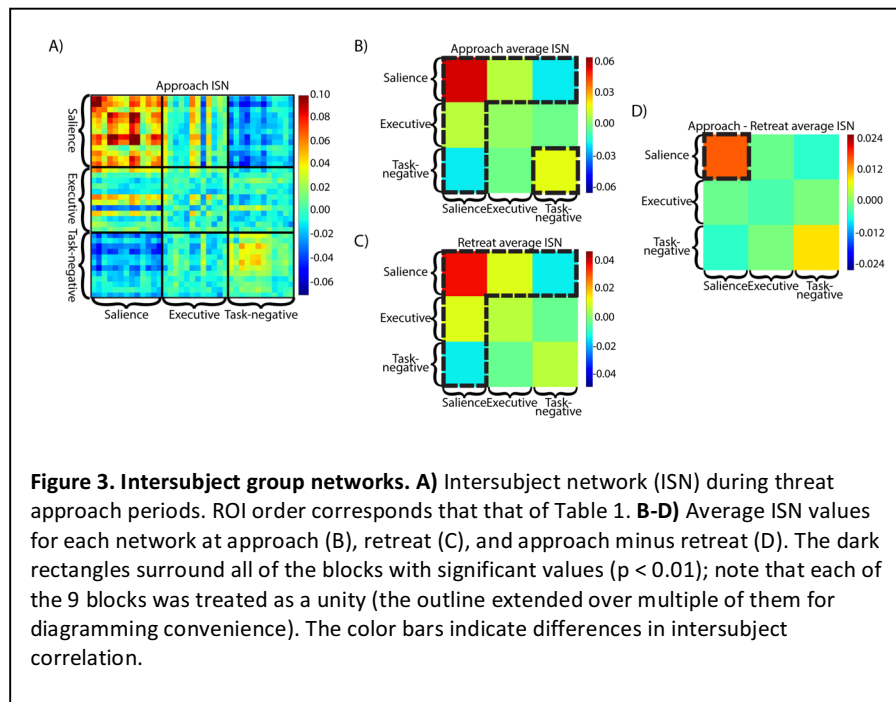 A)
Approach ISN
Salience
Executive
Task-negative
Salience
Executive
Task-negative
0.10
0.08
0.06
0.04
0.02
0.00
-0.02
-0.04
-0.06
B)
Approach average ISN
Salience
Executive
Task-
negative
Salience
Executive
Task-
negative
0.06
0.03
0.00
-0.03
-0.06
C)
Retreat average ISN
Salience
Executive
Task-
negative
Salience
Executive
Task-
negative
0.04
0.02
0.00
-0.02
-0.04
D)
Approach - Retreat average ISN
Salience
Executive
Task-
negative
Salience
Executive
Task-
negative
0.024
0.012
0.000
-0.012
-0.024
Figure 3. Intersubject group networks. A) Intersubject network (ISN) during threat
approach periods. ROI order corresponds that that of Table 1. B-D) Average ISN values
for each network at approach (B), retreat (C), and approach minus retreat (D). The dark
rectangles surround all of the blocks with significant values (p < 0.01); note that each of
the 9 blocks was treated as a unity (the outline extended over multiple of them for
diagramming convenience). The color bars indicate differences in intersubject
correlation.